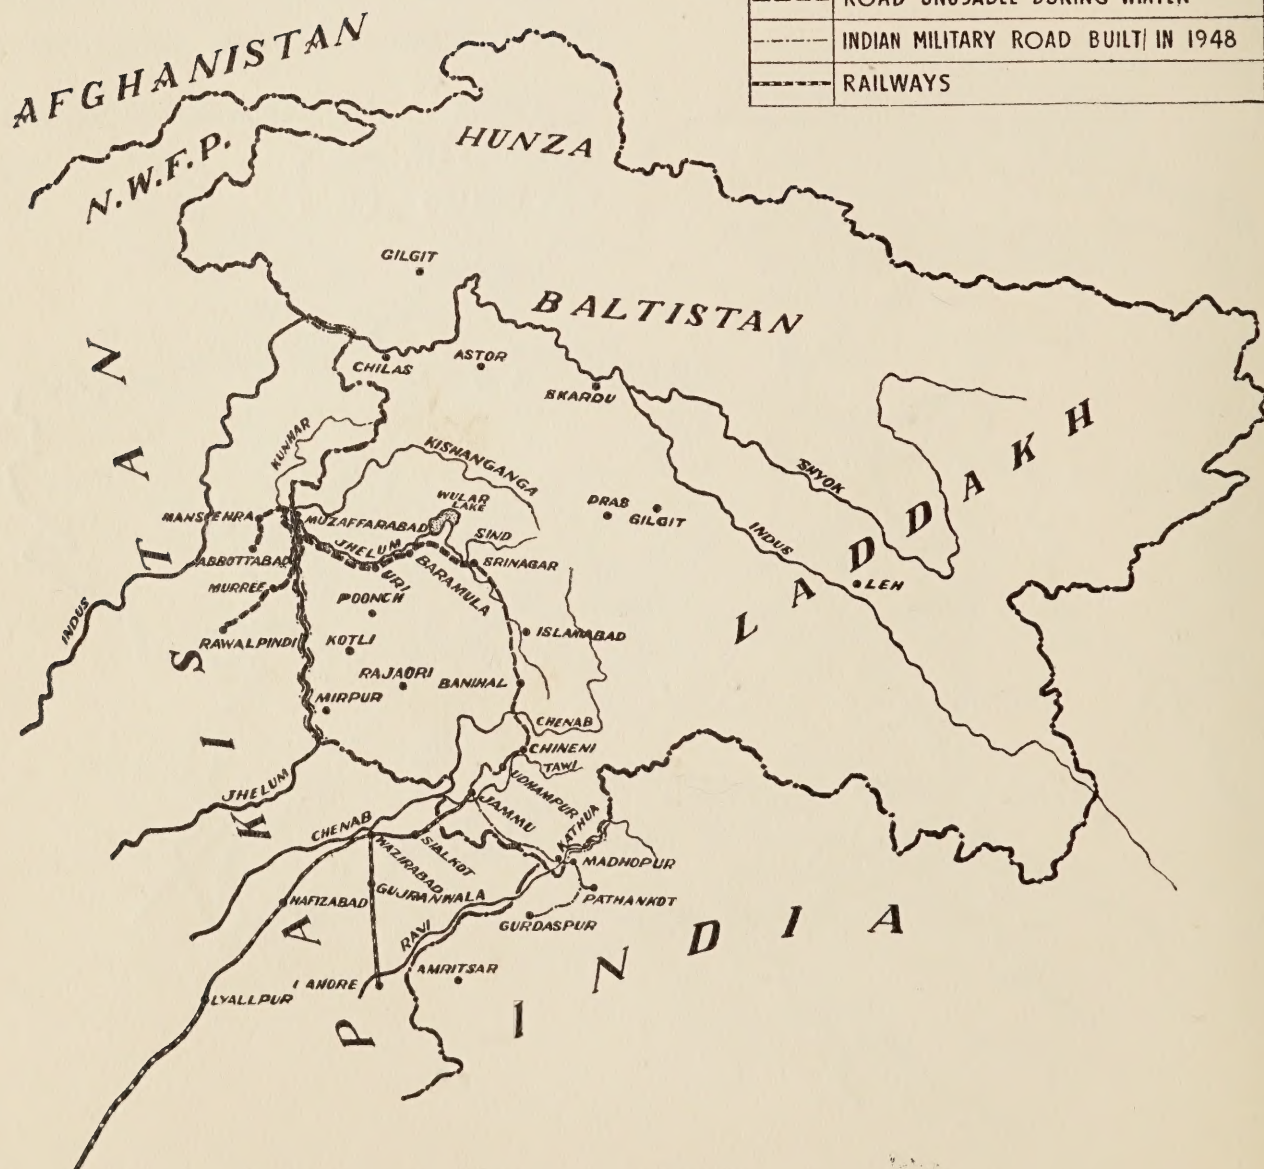 ROAD UNUSABLE DURING WINTER
INDIAN MILITARY ROAD BUILT IN 1948
RAILWAYS
AFGHANISTAN
N.W.F.P.
HUNZA
GILGIT
BALTISTAN
CHILAS
ASTOR
SKARDU
KUNHAR
KISHANGANGA
WULAR
LAKE
SHYOK
LADDAKH
MANSEHRA
MUZAFFARABAD
DRAS
GILGIT
INDUS
JHELUM
SIND
ABBOTTABAD
URI
BARAMULA
SRINAGAR
LEH
MURREE
POONCH
INDUS
RAWALPINDI
KOTLI
ISLAMABAD
RAJAORI
BANIHAL
MIRPUR
CHENAB
CHINENI
TAWI
JHELUM
UDHAMPUR
JAMMU
CHENAB
KATHUA
WAZIRABAD
SIALKOT
MADHOPUR
HAFIZABAD
GUJRANWALA
PATHANKOT
RAVI
GURDASPUR
LAHORE
AMRITSAR
LYALLPUR
PAKISTAN
INDIA